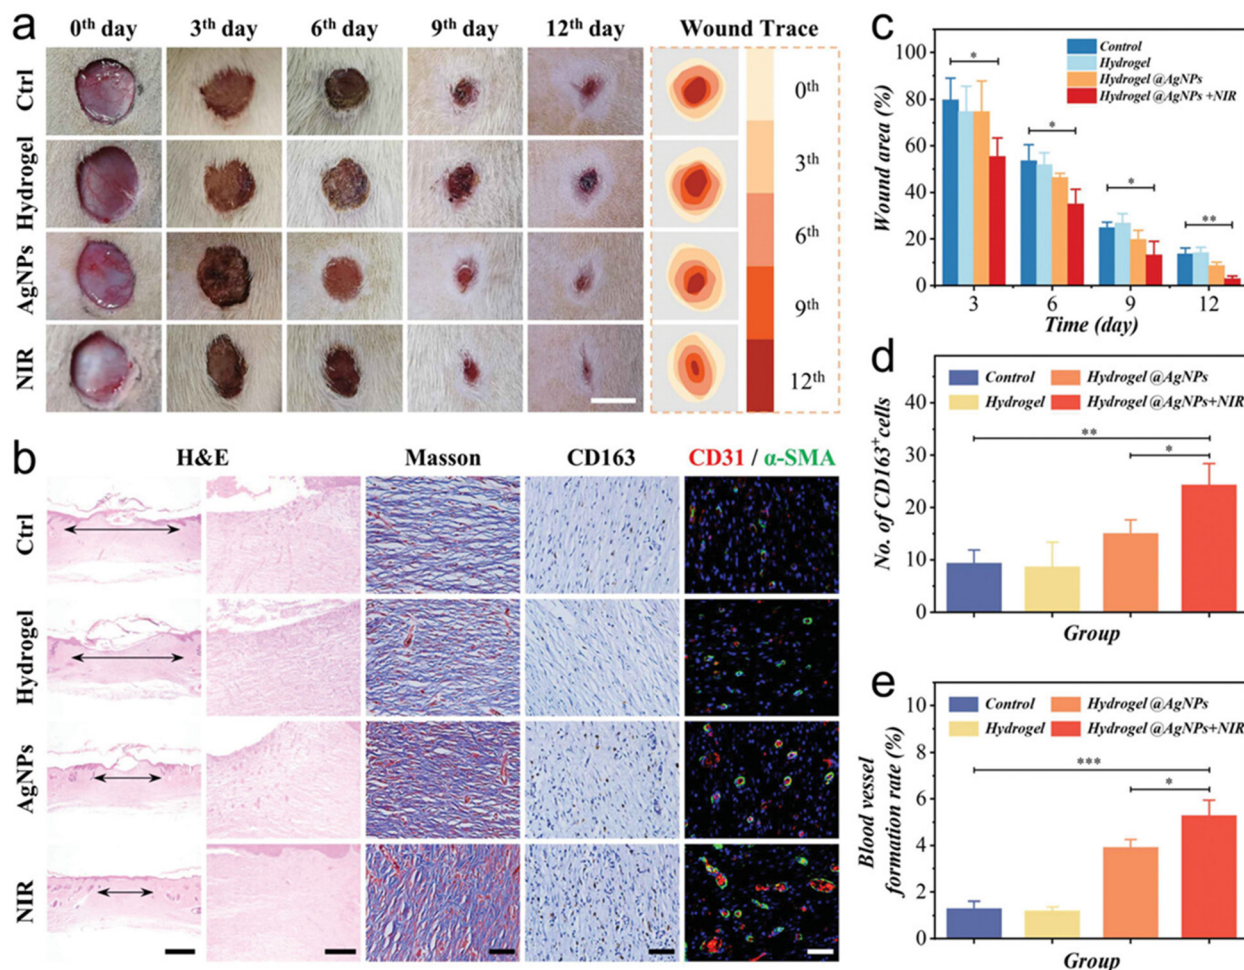 a
0th day
3th day
6th day
9th day
12th day
Wound Trace
Ctrl
Hydrogel
AgNPs
NIR
0th
3th
6th
9th
12th
b
H&E
Masson
CD163
CD31 / α-SMA
Ctrl
Hydrogel
AgNPs
NIR
c
Wound area (%)
100
80
60
40
20
0
Control
Hydrogel
Hydrogel @AgNPs
Hydrogel @AgNPs +NIR
*
*
*
**
3
6
9
12
Time (day)
d
No. of CD163+cells
40
30
20
10
0
Control
Hydrogel @AgNPs
Hydrogel
Hydrogel @AgNPs+NIR
**
*
Group
e
Blood vessel
formation rate (%)
10
8
6
4
2
0
Control
Hydrogel @AgNPs
Hydrogel
Hydrogel @AgNPs+NIR
***
*
Group